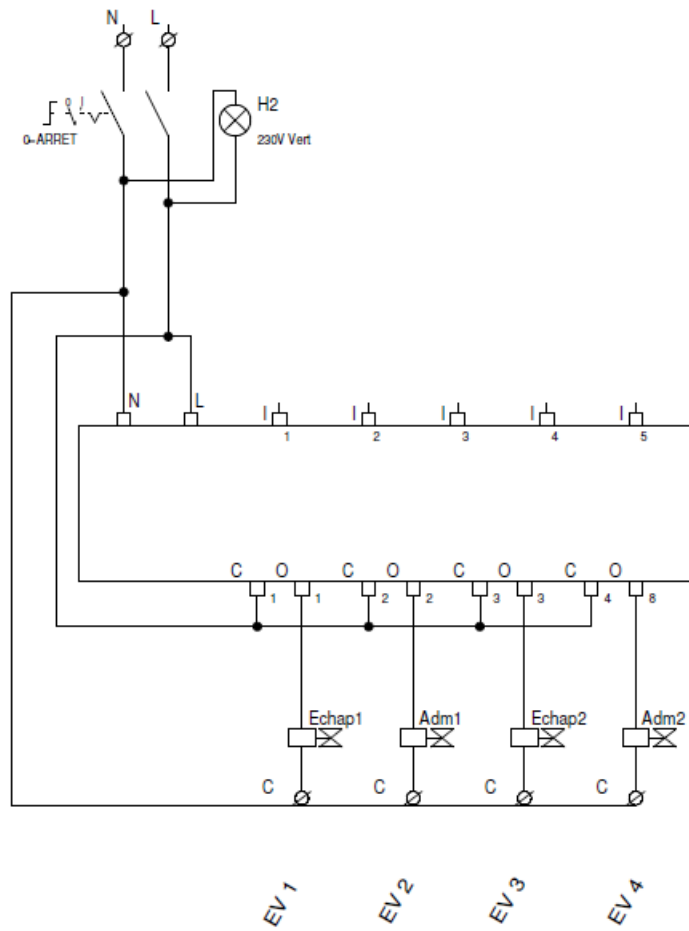 N L
H2
0 I
0-ARRET 230V Vert
N L I I I I I
1 2 3 4 5
C O C O C O C O
1 1 2 2 3 3 4 8
Echap1 Adm1 Echap2 Adm2
C C C C
EV 1 EV 2 EV 3 EV 4